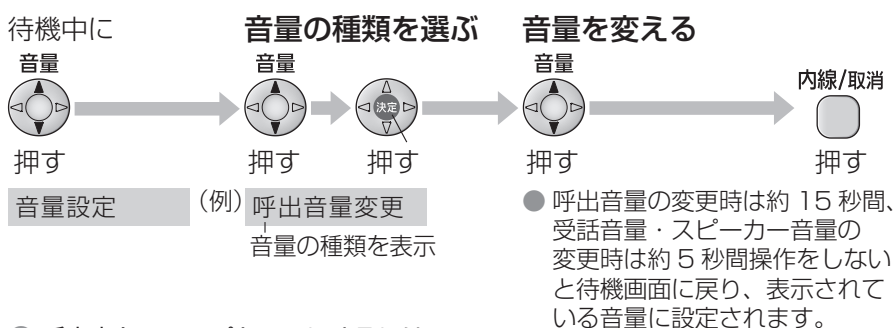 待機中に
音量の種類を選ぶ
音量を変える
音量
音量
決定
音量
内線/取消
押す
押す
押す
押す
押す
音量設定
(例) 呼出音量変更
音量の種類を表示
● 呼出音量の変更時は約 15 秒間、
受話音量・スピーカー音量の
変更時は約 5 秒間操作をしない
と待機画面に戻り、表示されて
いる音量に設定されます。